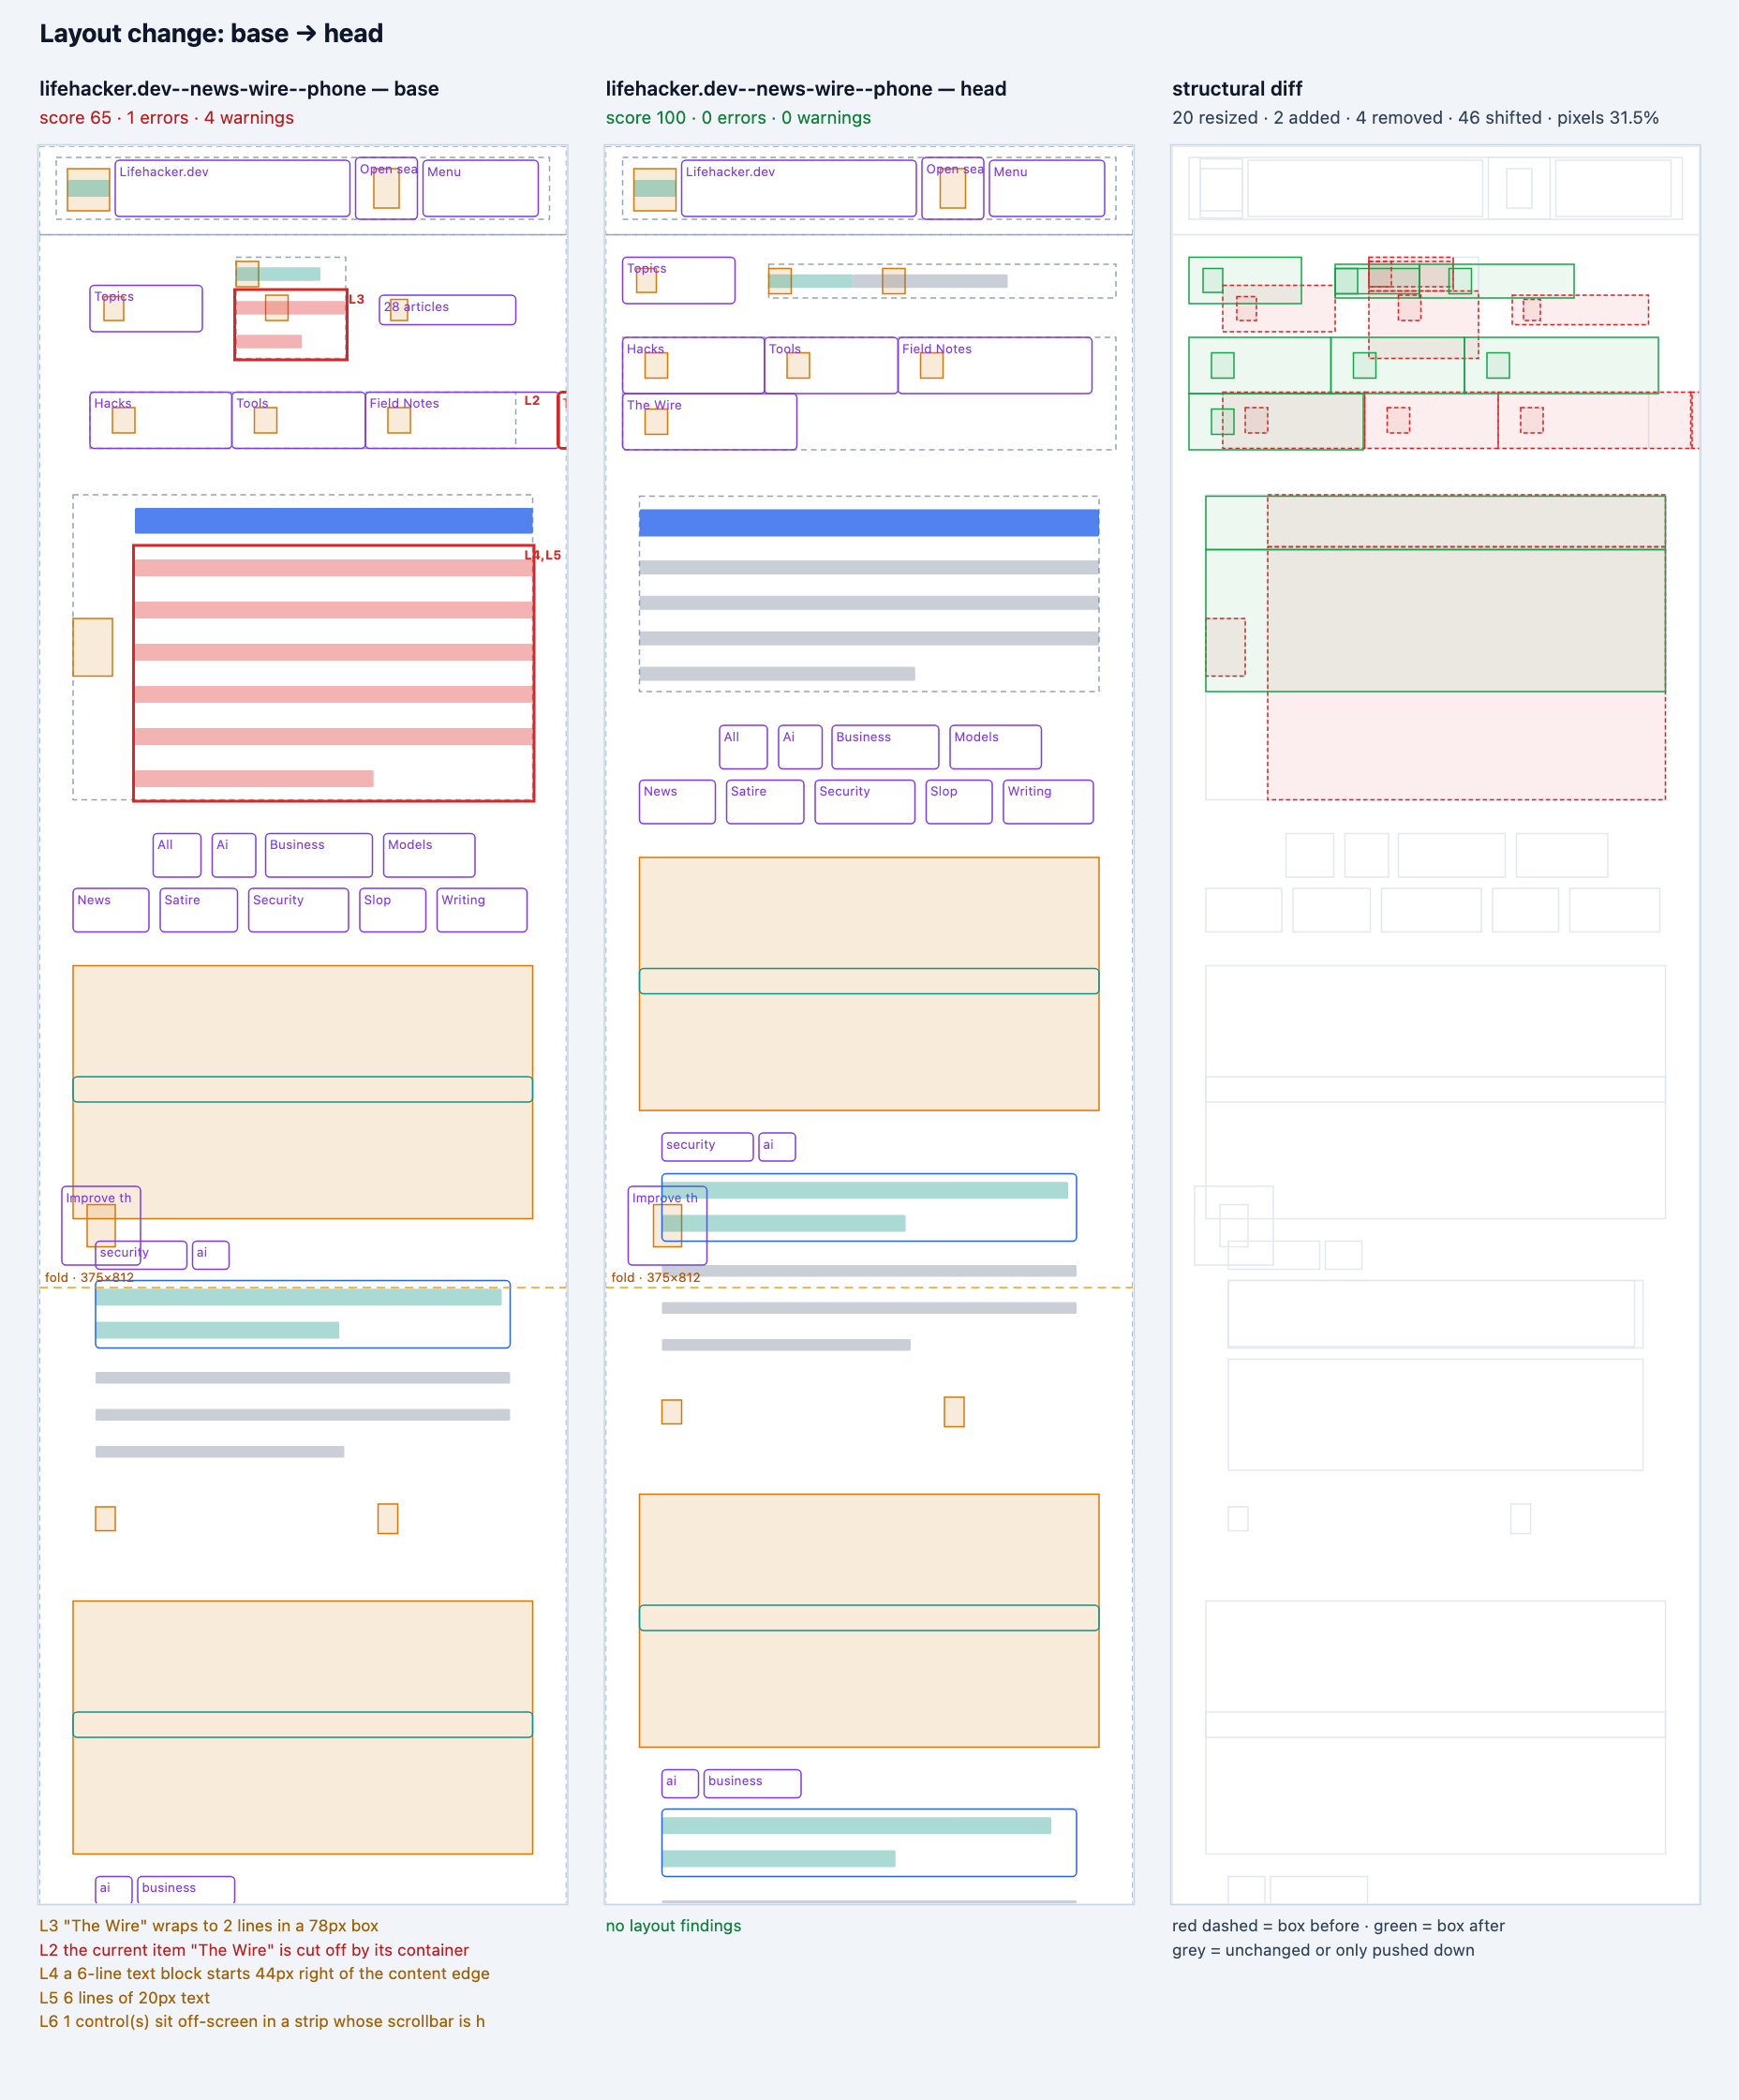 Layout change: base → head
lifehacker.dev--news-wire--phone — base
score 65 · 1 errors · 4 warnings
Lifehacker.dev
Open sea
Menu
Topics
L3
28 articles
Hacks
Tools
Field Notes
L2
L4,L5
All
Ai
Business
Models
News
Satire
Security
Slop
Writing
Improve th
security
ai
fold · 375×812
ai
business
L3 "The Wire" wraps to 2 lines in a 78px box
L2 the current item "The Wire" is cut off by its container
L4 a 6-line text block starts 44px right of the content edge
L5 6 lines of 20px text
L6 1 control(s) sit off-screen in a strip whose scrollbar is h
lifehacker.dev--news-wire--phone — head
score 100 · 0 errors · 0 warnings
Lifehacker.dev
Open sea
Menu
Topics
Hacks
Tools
Field Notes
The Wire
All
Ai
Business
Models
News
Satire
Security
Slop
Writing
security
ai
Improve th
fold · 375×812
ai
business
no layout findings
structural diff
20 resized · 2 added · 4 removed · 46 shifted · pixels 31.5%
red dashed = box before · green = box after
grey = unchanged or only pushed down